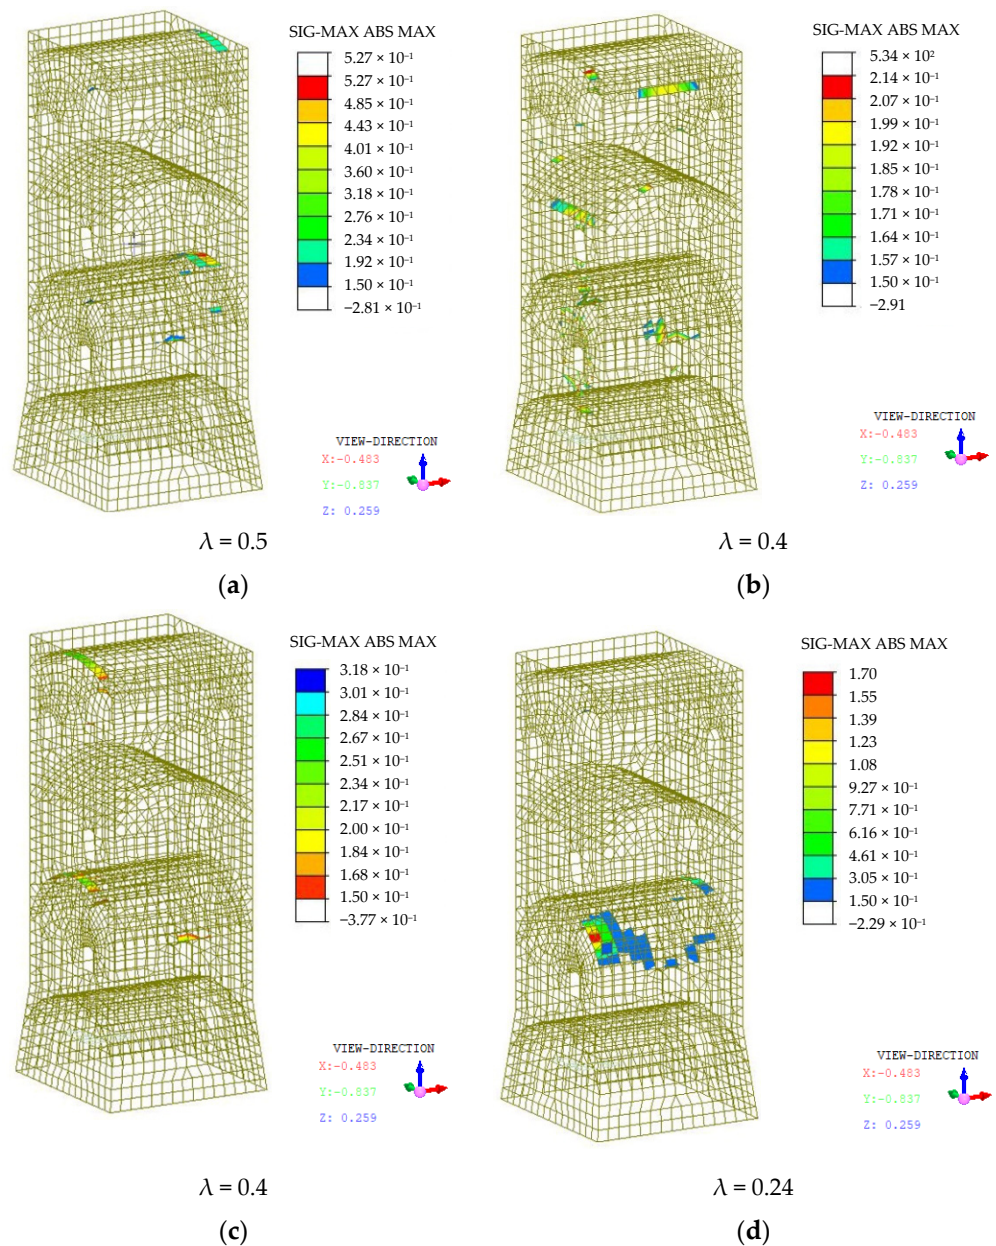 SIG-MAX ABS MAX
5.27 × 10⁻¹
5.27 × 10⁻¹
4.85 × 10⁻¹
4.43 × 10⁻¹
4.01 × 10⁻¹
3.60 × 10⁻¹
3.18 × 10⁻¹
2.76 × 10⁻¹
2.34 × 10⁻¹
1.92 × 10⁻¹
1.50 × 10⁻¹
−2.81 × 10⁻¹
VIEW-DIRECTION
X:-0.483
Y:-0.837
Z: 0.259
λ = 0.5
(a)
SIG-MAX ABS MAX
5.34 × 10²
2.14 × 10⁻¹
2.07 × 10⁻¹
1.99 × 10⁻¹
1.92 × 10⁻¹
1.85 × 10⁻¹
1.78 × 10⁻¹
1.71 × 10⁻¹
1.64 × 10⁻¹
1.57 × 10⁻¹
1.50 × 10⁻¹
−2.91
VIEW-DIRECTION
X:-0.483
Y:-0.837
Z: 0.259
λ = 0.4
(b)
SIG-MAX ABS MAX
3.18 × 10⁻¹
3.01 × 10⁻¹
2.84 × 10⁻¹
2.67 × 10⁻¹
2.51 × 10⁻¹
2.34 × 10⁻¹
2.17 × 10⁻¹
2.00 × 10⁻¹
1.84 × 10⁻¹
1.68 × 10⁻¹
1.50 × 10⁻¹
−3.77 × 10⁻¹
VIEW-DIRECTION
X:-0.483
Y:-0.837
Z: 0.259
λ = 0.4
(c)
SIG-MAX ABS MAX
1.70
1.55
1.39
1.23
1.08
9.27 × 10⁻¹
7.71 × 10⁻¹
6.16 × 10⁻¹
4.61 × 10⁻¹
3.05 × 10⁻¹
1.50 × 10⁻¹
−2.29 × 10⁻¹
VIEW-DIRECTION
X:-0.483
Y:-0.837
Z: 0.259
λ = 0.24
(d)